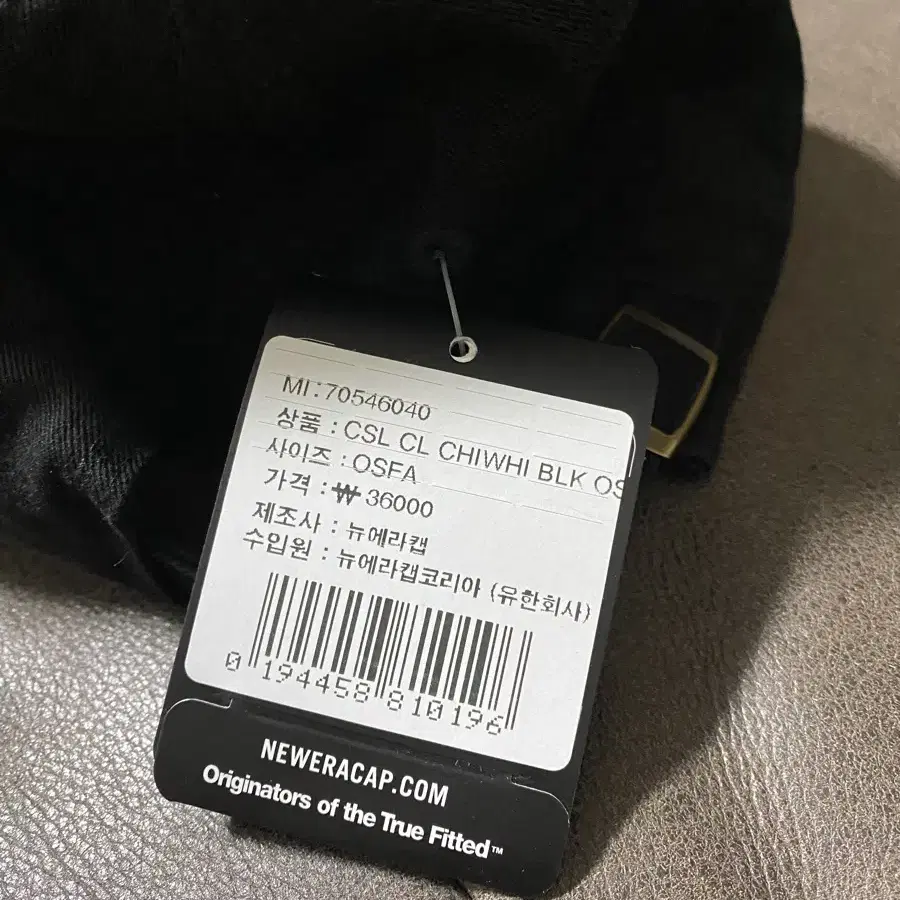 MI:70546040
상품 : CSL CL CHIWHI BLK OS
사이즈 : OSFA
가격 : ₩ 36000
제조사 : 뉴에라캡
수입원 : 뉴에라캡코리아 (유한회사)
0 194458 810196
NEWERACAP.COM
Originators of the True Fitted™